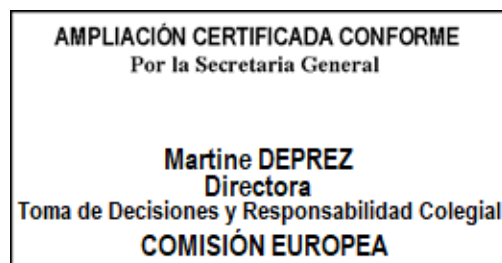 AMPLIACIÓN CERTIFICADA CONFORME
Por la Secretaria General
Martine DEPREZ
Directora
Toma de Decisiones y Responsabilidad Colegial
COMISIÓN EUROPEA